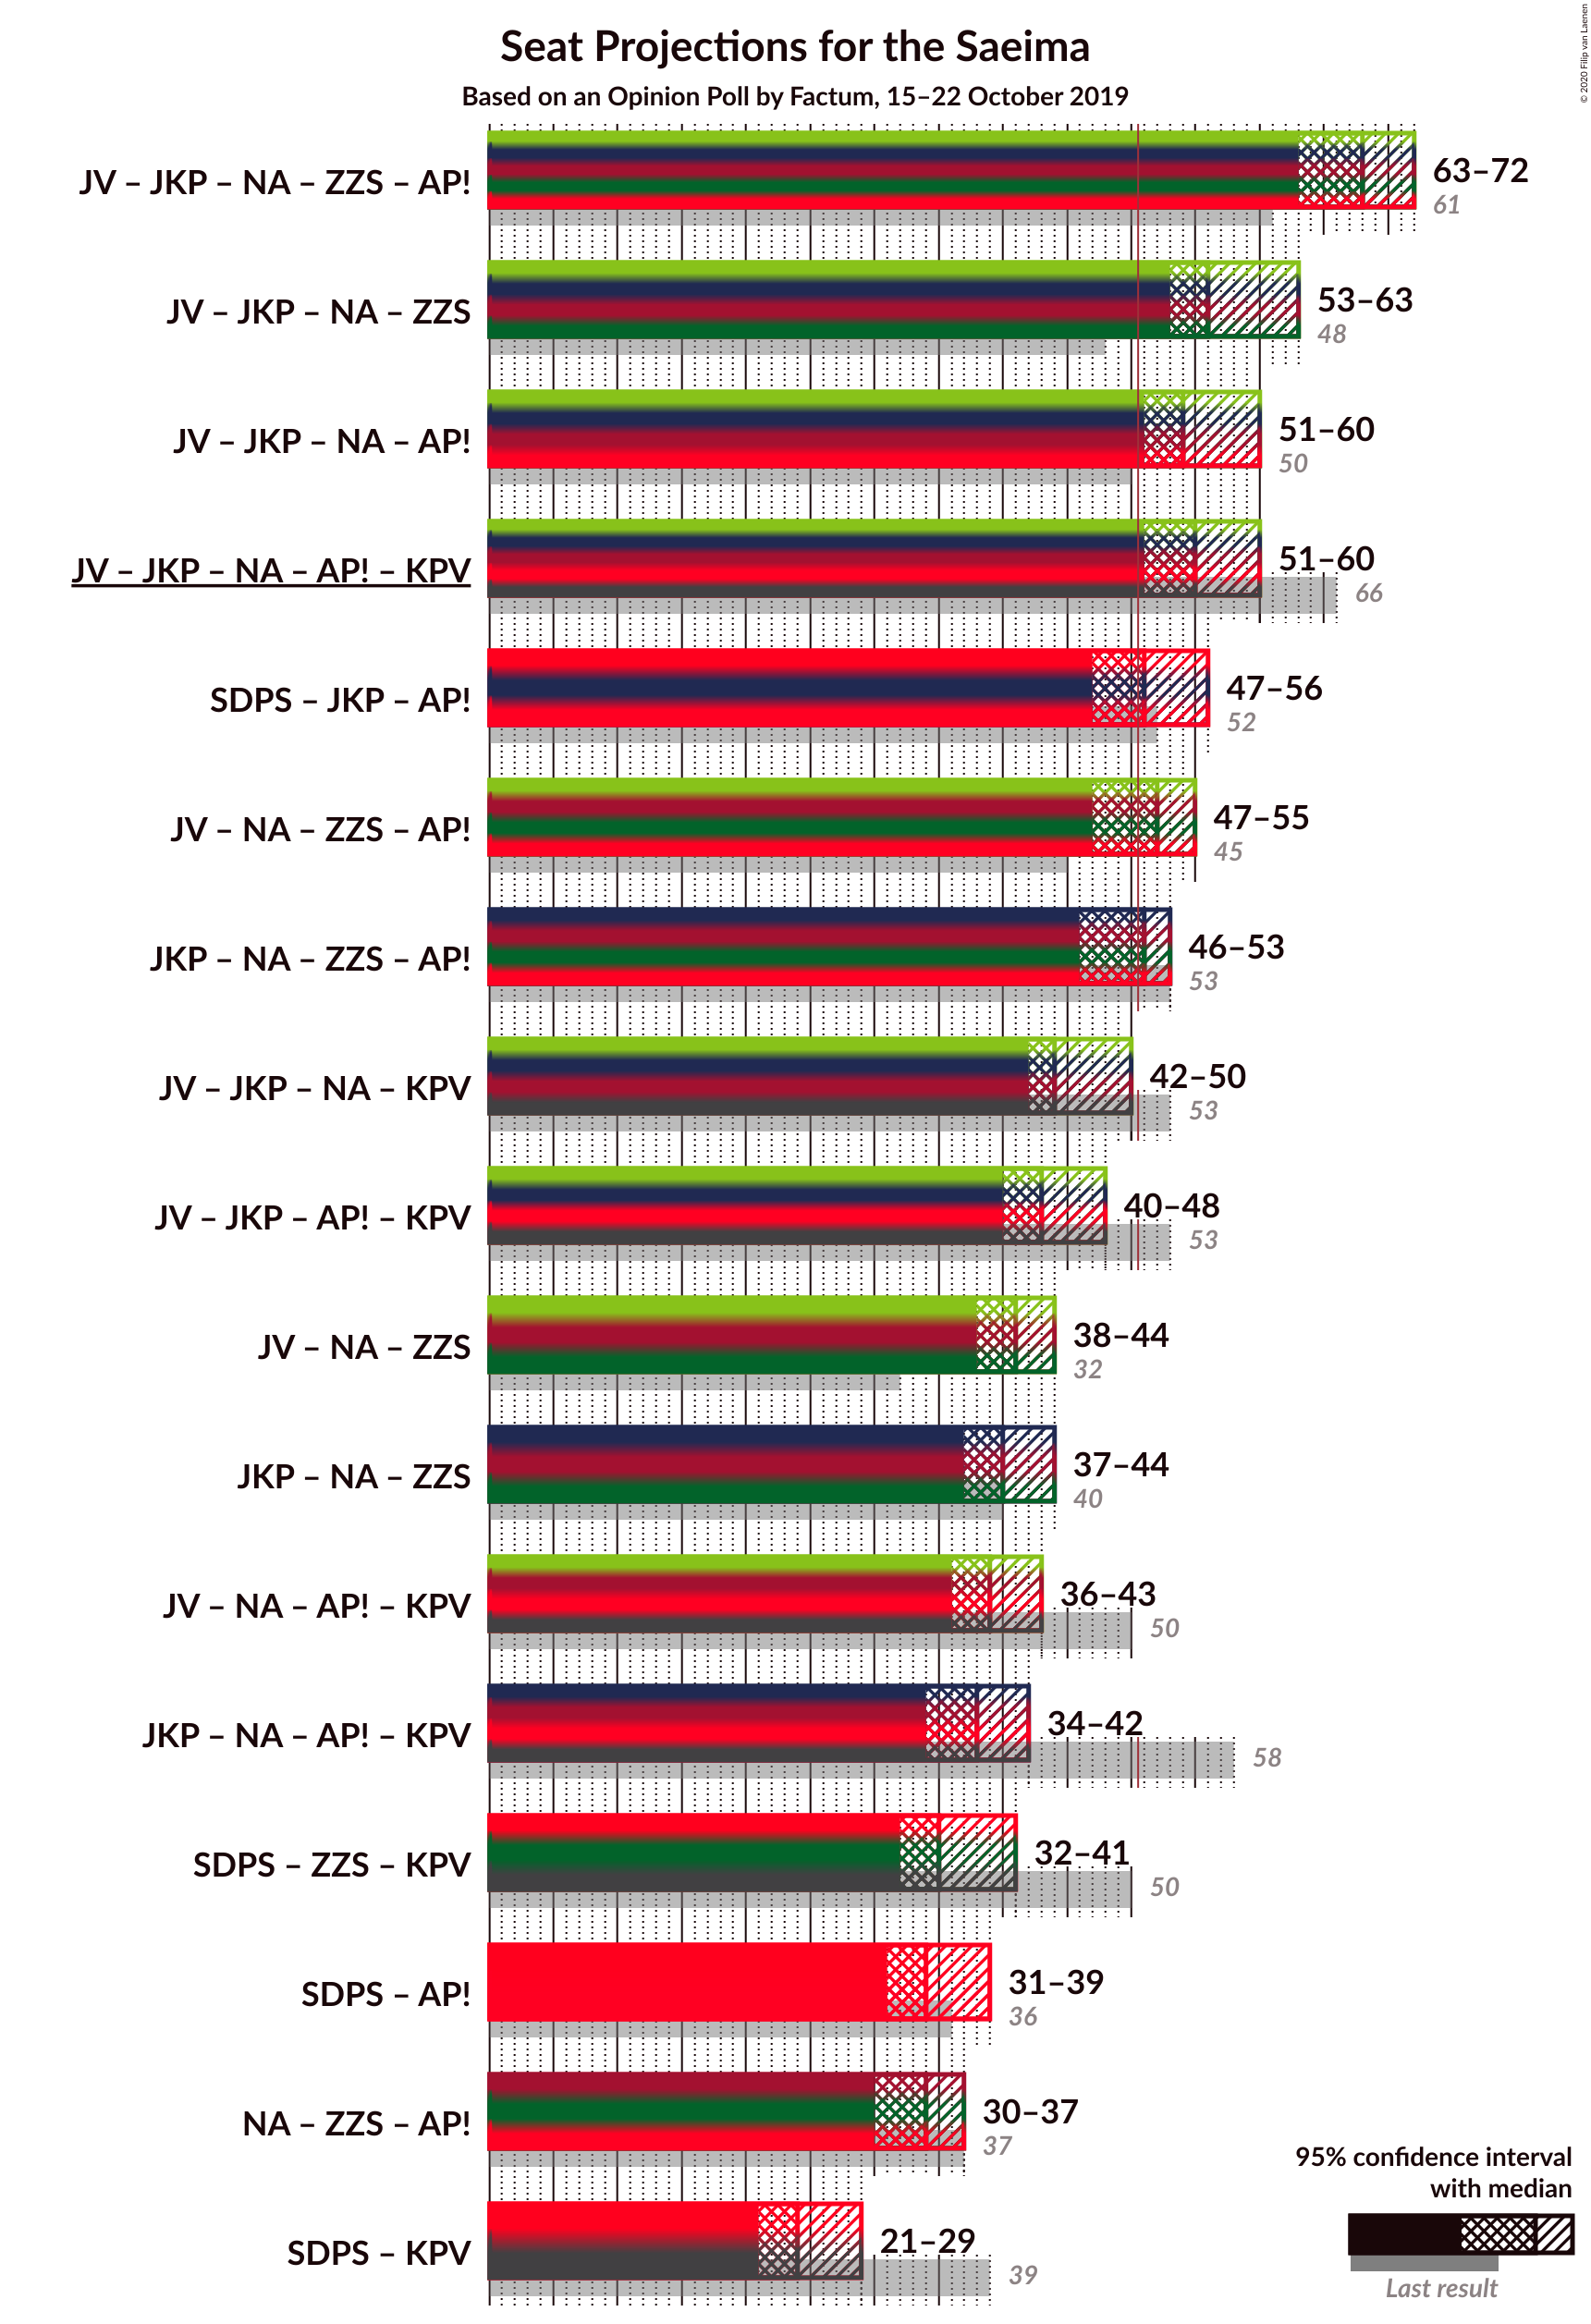 Seat Projections for the Saeima
Based on an Opinion Poll by Factum, 15–22 October 2019
© 2020 Filip van Laenen
JV – JKP – NA – ZZS – AP!
63–72
61
JV – JKP – NA – ZZS
53–63
48
JV – JKP – NA – AP!
51–60
50
JV – JKP – NA – AP! – KPV
51–60
66
SDPS – JKP – AP!
47–56
52
JV – NA – ZZS – AP!
47–55
45
JKP – NA – ZZS – AP!
46–53
53
JV – JKP – NA – KPV
42–50
53
JV – JKP – AP! – KPV
40–48
53
JV – NA – ZZS
38–44
32
JKP – NA – ZZS
37–44
40
JV – NA – AP! – KPV
36–43
50
JKP – NA – AP! – KPV
34–42
58
SDPS – ZZS – KPV
32–41
50
SDPS – AP!
31–39
36
NA – ZZS – AP!
30–37
37
SDPS – KPV
21–29
39
95% confidence interval
with median
Last result